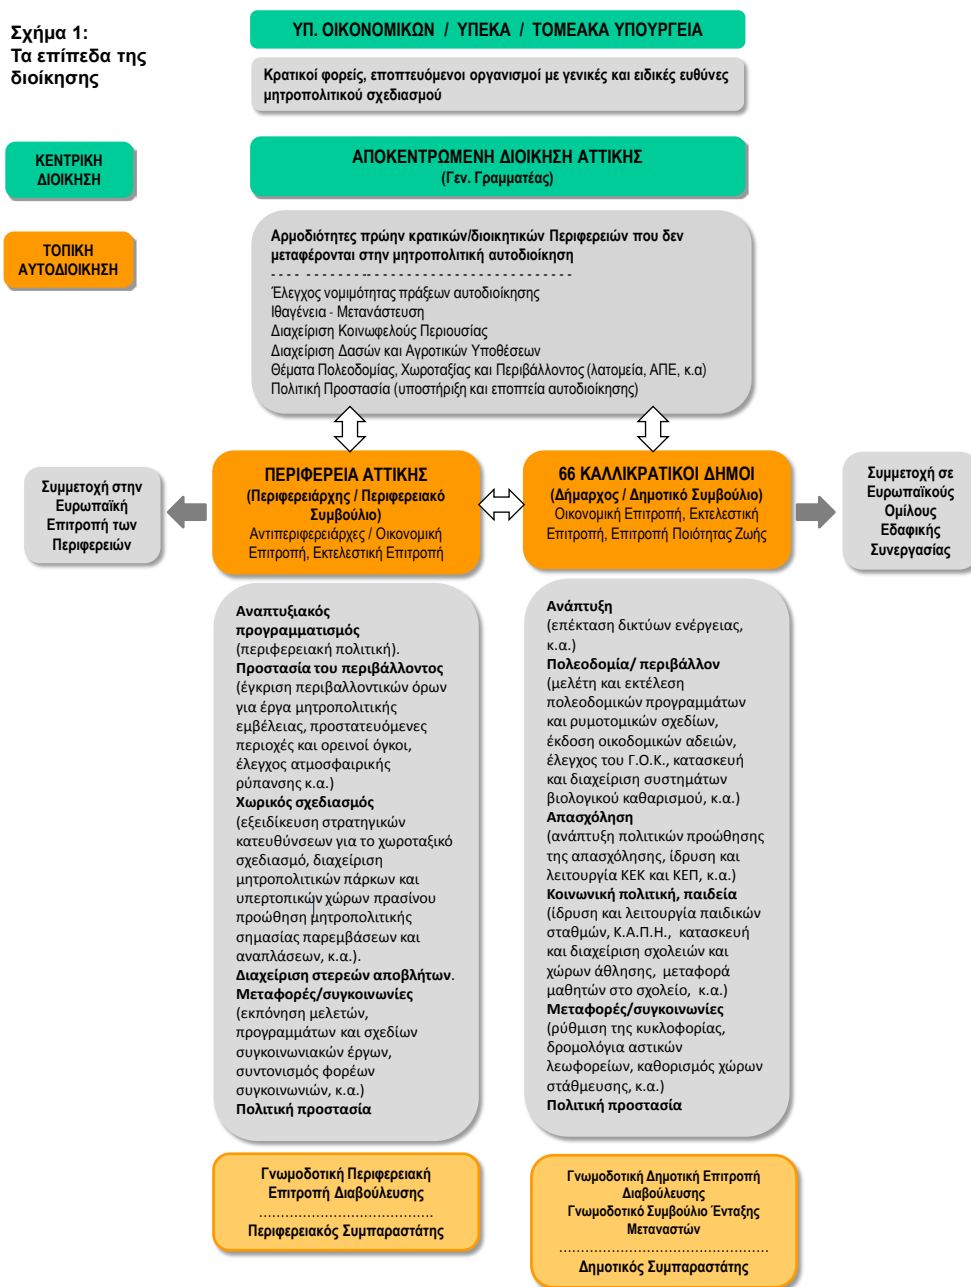 Σχήμα 1:
Τα επίπεδα της
διοίκησης
ΥΠ. ΟΙΚΟΝΟΜΙΚΩΝ / ΥΠΕΚΑ / ΤΟΜΕΑΚΑ ΥΠΟΥΡΓΕΙΑ
Κρατικοί φορείς, εποπτευόμενοι οργανισμοί με γενικές και ειδικές ευθύνες
μητροπολιτικού σχεδιασμού
ΚΕΝΤΡΙΚΗ
ΔΙΟΙΚΗΣΗ
ΑΠΟΚΕΝΤΡΩΜΕΝΗ ΔΙΟΙΚΗΣΗ ΑΤΤΙΚΗΣ
(Γεν. Γραμματέας)
ΤΟΠΙΚΗ
ΑΥΤΟΔΙΟΙΚΗΣΗ
Αρμοδιότητες πρώην κρατικών/διοικητικών Περιφερειών που δεν
μεταφέρονται στην μητροπολιτική αυτοδιοίκηση
- - - - - - - - - - - - - - - - - - - - - - - - - - - - - - - - - - - - -
Έλεγχος νομιμότητας πράξεων αυτοδιοίκησης
Ιθαγένεια - Μετανάστευση
Διαχείριση Κοινωφελούς Περιουσίας
Διαχείριση Δασών και Αγροτικών Υποθέσεων
Θέματα Πολεοδομίας, Χωροταξίας και Περιβάλλοντος (λατομεία, ΑΠΕ, κ.α)
Πολιτική Προστασία (υποστήριξη και εποπτεία αυτοδιοίκησης)
Συμμετοχή στην
Ευρωπαϊκή
Επιτροπή των
Περιφερειών
ΠΕΡΙΦΕΡΕΙΑ ΑΤΤΙΚΗΣ
(Περιφερειάρχης / Περιφερειακό
Συμβούλιο)
Αντιπεριφερειάρχες / Οικονομική
Επιτροπή, Εκτελεστική Επιτροπή
66 ΚΑΛΛΙΚΡΑΤΙΚΟΙ ΔΗΜΟΙ
(Δήμαρχος / Δημοτικό Συμβούλιο)
Οικονομική Επιτροπή, Εκτελεστική
Επιτροπή, Επιτροπή Ποιότητας Ζωής
Συμμετοχή σε
Ευρωπαϊκούς
Ομίλους
Εδαφικής
Συνεργασίας
Αναπτυξιακός
προγραμματισμός
(περιφερειακή πολιτική).
Προστασία του περιβάλλοντος
(έγκριση περιβαλλοντικών όρων
για έργα μητροπολιτικής
εμβέλειας, προστατευόμενες
περιοχές και ορεινοί όγκοι,
έλεγχος ατμοσφαιρικής
ρύπανσης κ.α.)
Χωρικός σχεδιασμός
(εξειδίκευση στρατηγικών
κατευθύνσεων για το χωροταξικό
σχεδιασμό, διαχείριση
μητροπολιτικών πάρκων και
υπερτοπικών χώρων πρασίνου
προώθηση μητροπολιτικής
σημασίας παρεμβάσεων και
αναπλάσεων, κ.α.).
Διαχείριση στερεών αποβλήτων.
Μεταφορές/συγκοινωνίες
(εκπόνηση μελετών,
προγραμμάτων και σχεδίων
συγκοινωνιακών έργων,
συντονισμός φορέων
συγκοινωνιών, κ.α.)
Πολιτική προστασία
Ανάπτυξη
(επέκταση δικτύων ενέργειας,
κ.α.)
Πολεοδομία/ περιβάλλον
(μελέτη και εκτέλεση
πολεοδομικών προγραμμάτων
και ρυμοτομικών σχεδίων,
έκδοση οικοδομικών αδειών,
έλεγχος του Γ.Ο.Κ., κατασκευή
και διαχείριση συστημάτων
βιολογικού καθαρισμού, κ.α.)
Απασχόληση
(ανάπτυξη πολιτικών προώθησης
της απασχόλησης, ίδρυση και
λειτουργία ΚΕΚ και ΚΕΠ, κ.α.)
Κοινωνική πολιτική, παιδεία
(ίδρυση και λειτουργία παιδικών
σταθμών, Κ.Α.Π.Η., κατασκευή
και διαχείριση σχολειών και
χώρων άθλησης, μεταφορά
μαθητών στο σχολείο, κ.α.)
Μεταφορές/συγκοινωνίες
(ρύθμιση της κυκλοφορίας,
δρομολόγια αστικών
λεωφορείων, καθορισμός χώρων
στάθμευσης, κ.α.)
Πολιτική προστασία
Γνωμοδοτική Περιφερειακή
Επιτροπή Διαβούλευσης
........................................
Περιφερειακός Συμπαραστάτης
Γνωμοδοτική Δημοτική Επιτροπή
Διαβούλευσης
Γνωμοδοτικό Συμβούλιο Ένταξης
Μεταναστών
.................................................
Δημοτικός Συμπαραστάτης